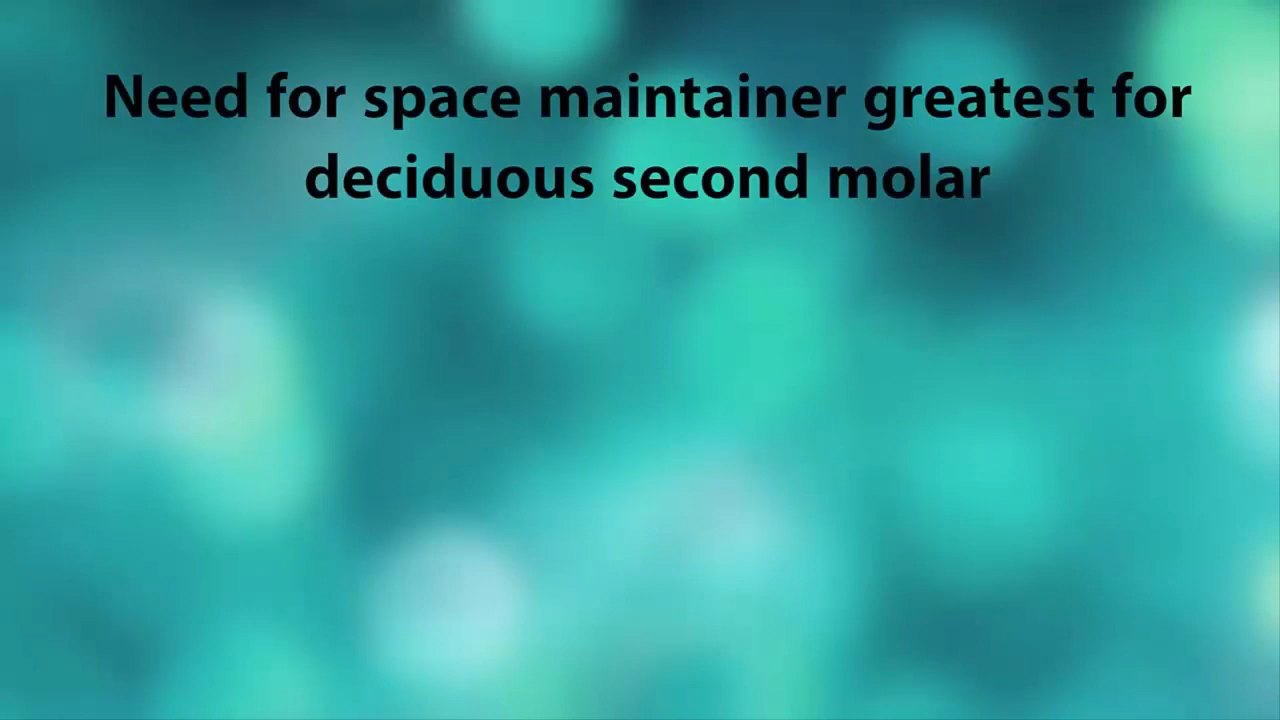 Need for space maintainer greatest for
deciduous second molar